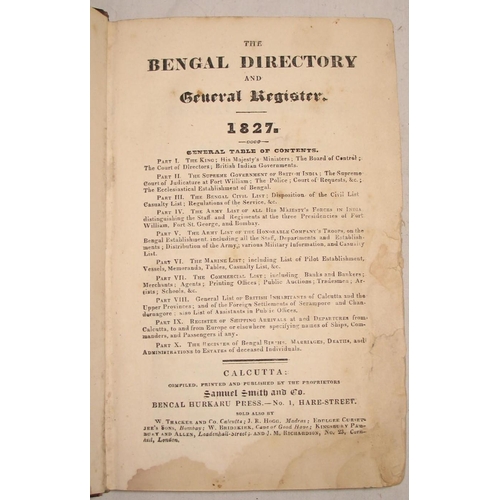 THE
BENGAL DIRECTORY
AND
General Register.
1827.
GENERAL TABLE OF CONTENTS.
PART I. THE KING; HIS MAJESTY'S MINISTERS; THE BOARD OF CONTROL;
THE COURT OF DIRECTORS; BRITISH INDIAN GOVERNMENTS.
PART II. THE SUPREME GOVERNMENT OF BRITISH INDIA; THE SUPREME
COURT OF JUDICATURE AT FORT WILLIAM; THE POLICE; COURT OF REQUESTS, &c.;
THE ECCLESIASTICAL ESTABLISHMENT OF BENGAL.
PART III. THE BENGAL CIVIL LIST; Disposition of the Civil List
Casualty List; Regulations of the Service, &c.
PART IV. THE ARMY LIST OF ALL HIS MAJESTY'S FORCES IN INDIA
distinguishing the Staff and Regiments at the three Presidencies of Fort
William, Fort St. George, and Bombay.
PART V. THE ARMY LIST OF THE HONORABLE COMPANY'S TROOPS, on the
Bengal Establishment including all the Staff, Departments and Establish-
ments; Distribution of the Army, various Military Information, and Casualty
List.
PART VI. THE MARINE LIST; including List of Pilot Establishment,
Vessels, Memoranda, Tables, Casualty List, &c.
PART VII. THE COMMERCIAL LIST; including Banks and Bankers;
Merchants; Agents; Printing Offices; Public Auctions; Tradesmen; Ar-
tists; Schools, &c.
PART VIII. General List of BRITISH INHABITANTS of Calcutta and the
Upper Provinces; and of the Foreign Settlements of Serampore and Chan-
dernagore; also List of Assistants in Public Offices.
PART IX. REGISTER OF SHIPPING ARRIVALS at and DEPARTURES from
Calcutta, to and from Europe or elsewhere specifying names of Ships, Com-
manders, and Passengers if any.
PART X. THE REGISTER of Bengal BIRTHS, MARRIAGES, DEATHS, and
ADMINISTRATIONS to ESTATES of deceased Individuals.
CALCUTTA:
COMPILED, PRINTED AND PUBLISHED BY THE PROPRIETORS
Samuel Smith and Co.
BENGAL HURKARU PRESS.—No. 1, HARE-STREET.
SOLD ALSO BY
W. THACKER AND Co. Calcutta; J. B. HOGG, Madras;
Bombay; W. BRIDEKIRK, Cape of Good Hope; KINGSBURY PAR-
BURY AND ALLEN, Leadenhall-Street; AND J. M. RICHARDSON, No. 23, Corn-
hill, London.